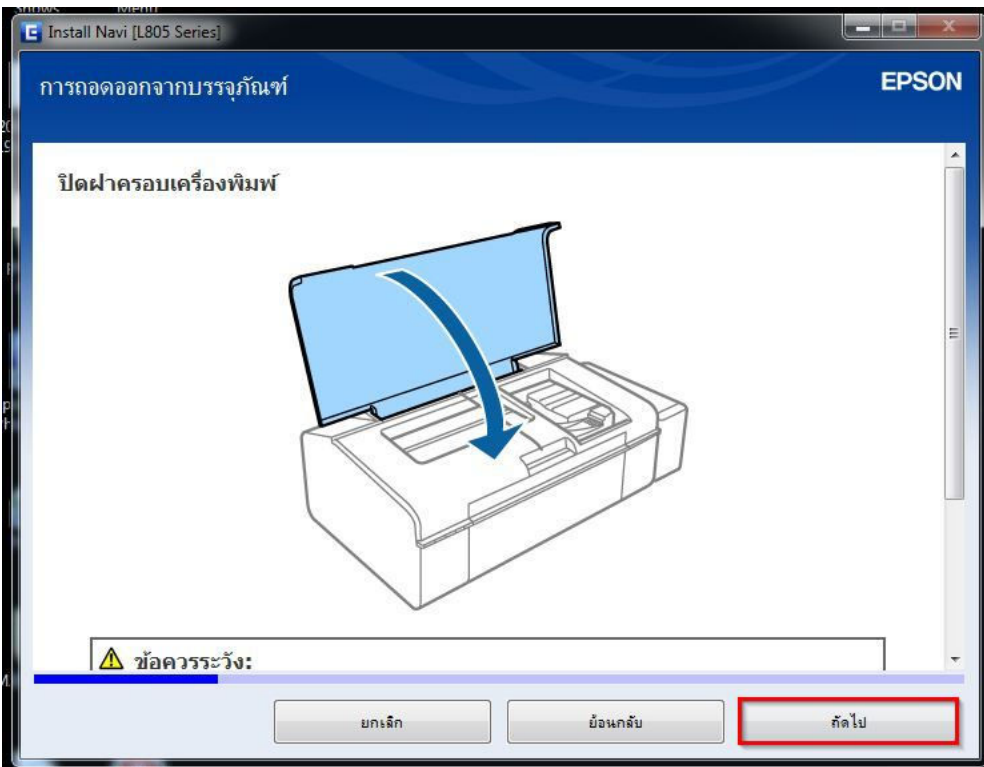 Shows Menu
Install Navi [L805 Series]
การถอดออกจากบรรจุภัณฑ์
EPSON
ปิดฝาครอบเครื่องพิมพ์
ข้อควรระวัง:
ยกเลิก
ย้อนกลับ
ถัดไป